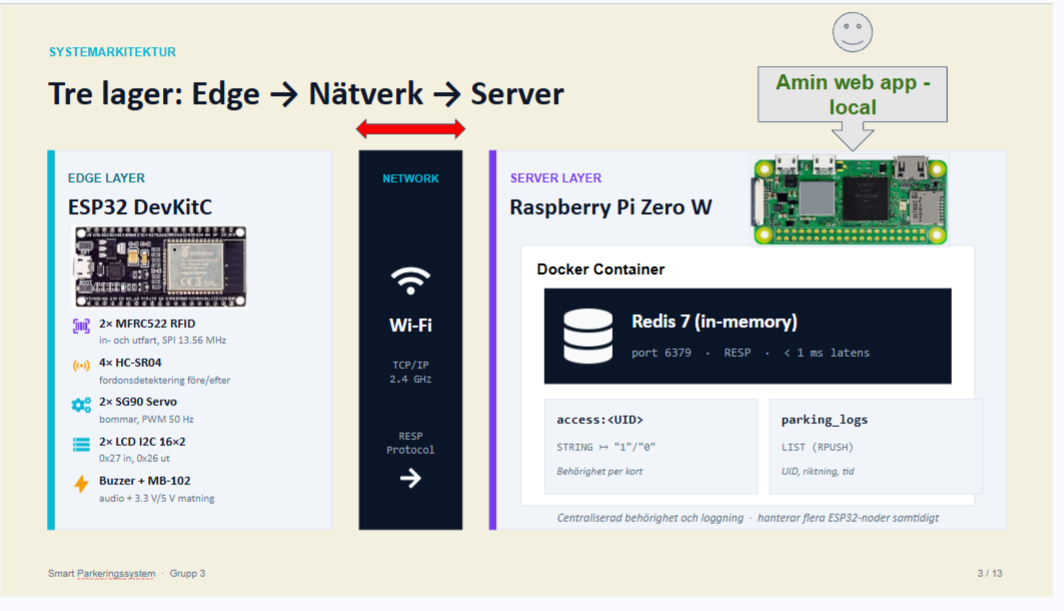 SYSTEMARKITEKTUR
Tre lager: Edge → Nätverk → Server
Amin web app -
local
EDGE LAYER
ESP32 DevKitC
2× MFRC522 RFID
in- och utfart, SPI 13.56 MHz
4× HC-SR04
fordonsdetektering före/efter
2× SG90 Servo
bommar, PWM 50 Hz
2× LCD I2C 16×2
0x27 in, 0x26 ut
Buzzer + MB-102
audio + 3.3 V/5 V matning
NETWORK
Wi-Fi
TCP/IP
2.4 GHz
RESP
Protocol
→
SERVER LAYER
Raspberry Pi Zero W
Docker Container
Redis 7 (in-memory)
port 6379 · RESP · < 1 ms latens
access:<UID>
STRING ↦ "1"/"0"
Behörighet per kort
parking_logs
LIST (RPUSH)
UID, riktning, tid
Centraliserad behörighet och loggning · hanterar flera ESP32-noder samtidigt
Smart Parkeringssystem · Grupp 3
3 / 13